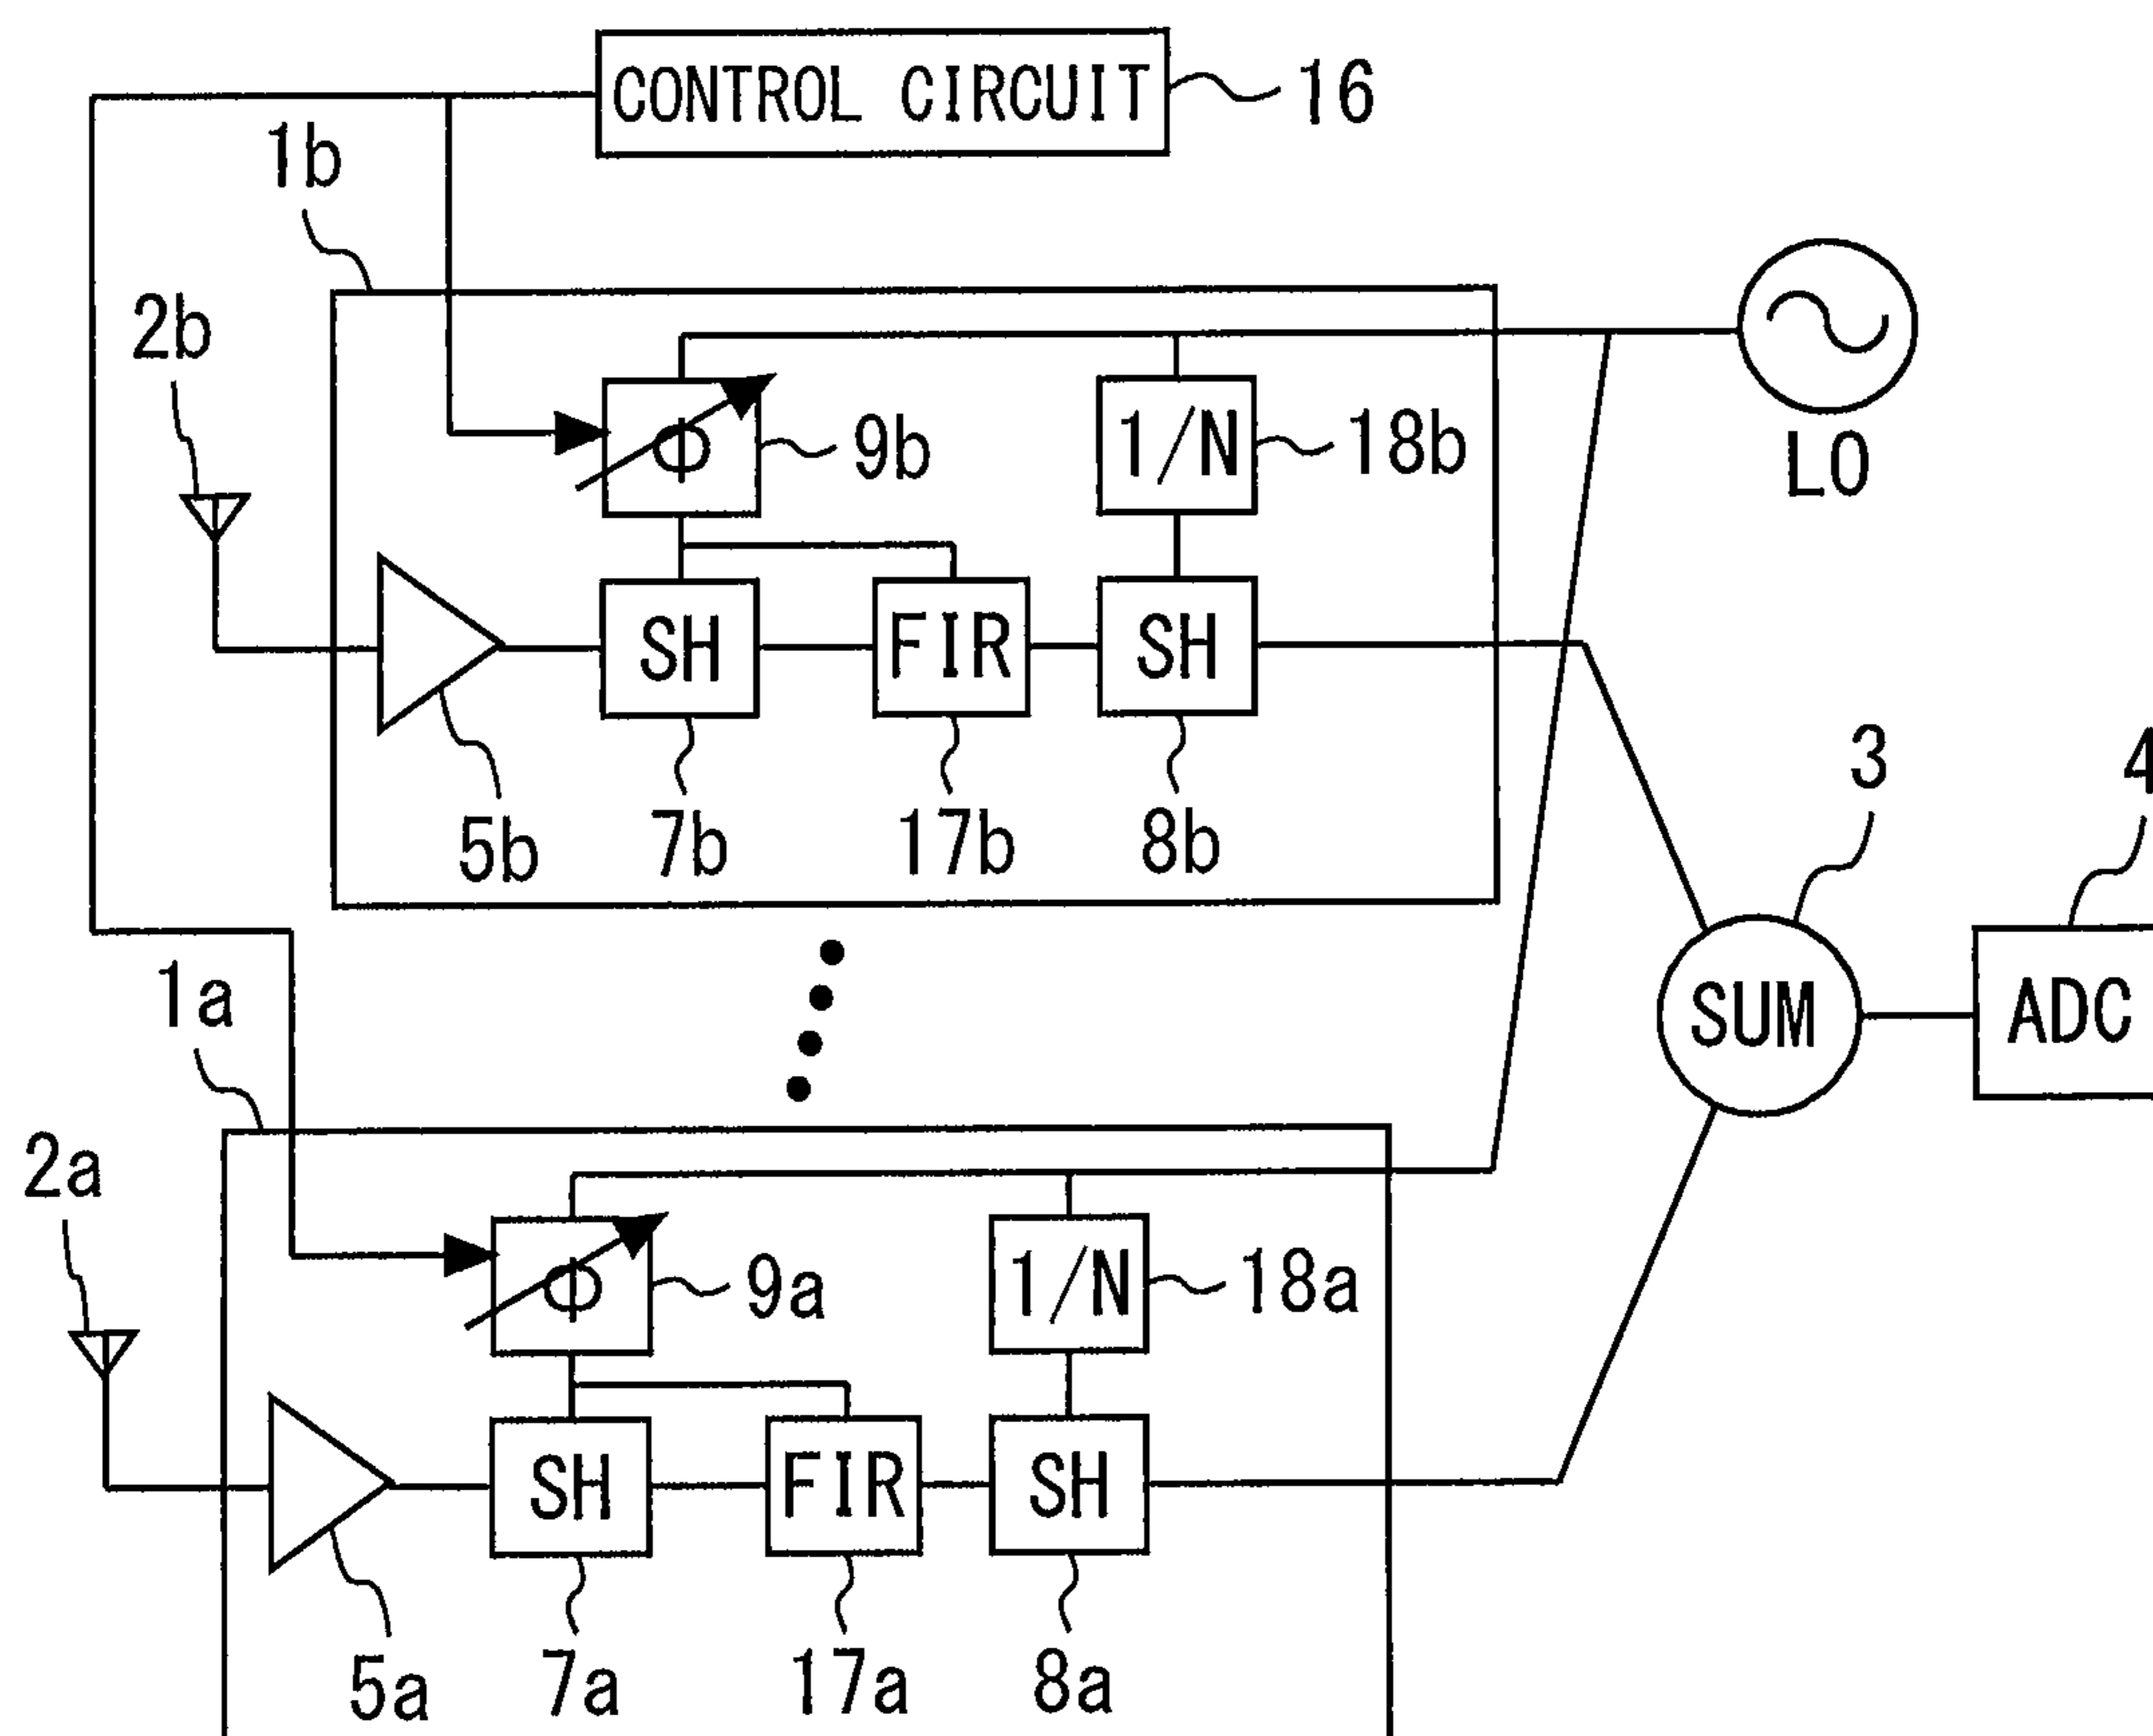 CONTROL CIRCUIT
16
1b
2b
Φ
9b
1/N
18b
LO
SH
FIR
SH
5b
7b
17b
8b
3
4
1a
SUM
ADC
2a
Φ
9a
1/N
18a
SH
FIR
SH
5a
7a
17a
8a